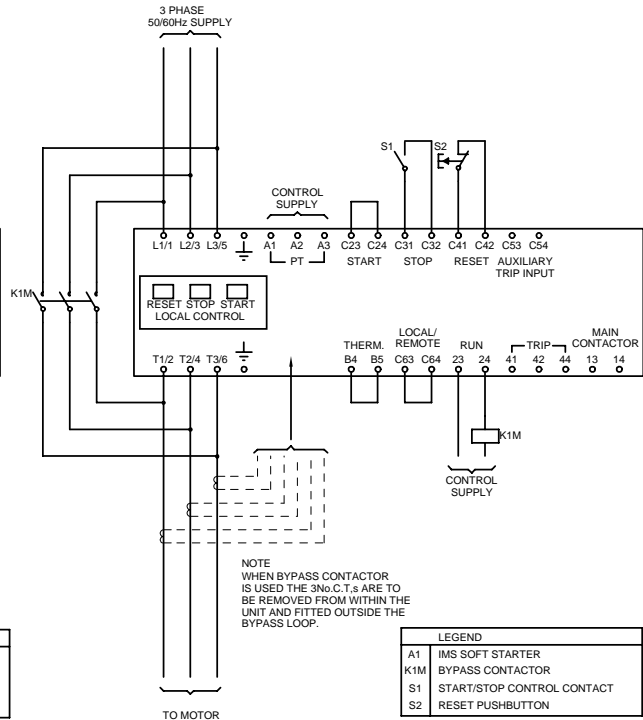 3 PHASE
50/60Hz SUPPLY
S1
S2
CONTROL
SUPPLY
L1/1 L2/3 L3/5 A1 A2 A3 C23 C24 C31 C32 C41 C42 C53 C54
PT START STOP RESET AUXILIARY
TRIP INPUT
K1M
RESET STOP START
LOCAL CONTROL
THERM. LOCAL/
REMOTE RUN TRIP MAIN
CONTACTOR
T1/2 T2/4 T3/6 B4 B5 C63 C64 23 24 41 42 44 13 14
K1M
CONTROL
SUPPLY
NOTE
WHEN BYPASS CONTACTOR
IS USED THE 3No.C.T,s ARE TO
BE REMOVED FROM WITHIN THE
UNIT AND FITTED OUTSIDE THE
BYPASS LOOP.
LEGEND
A1 IMS SOFT STARTER
K1M BYPASS CONTACTOR
S1 START/STOP CONTROL CONTACT
S2 RESET PUSHBUTTON
TO MOTOR